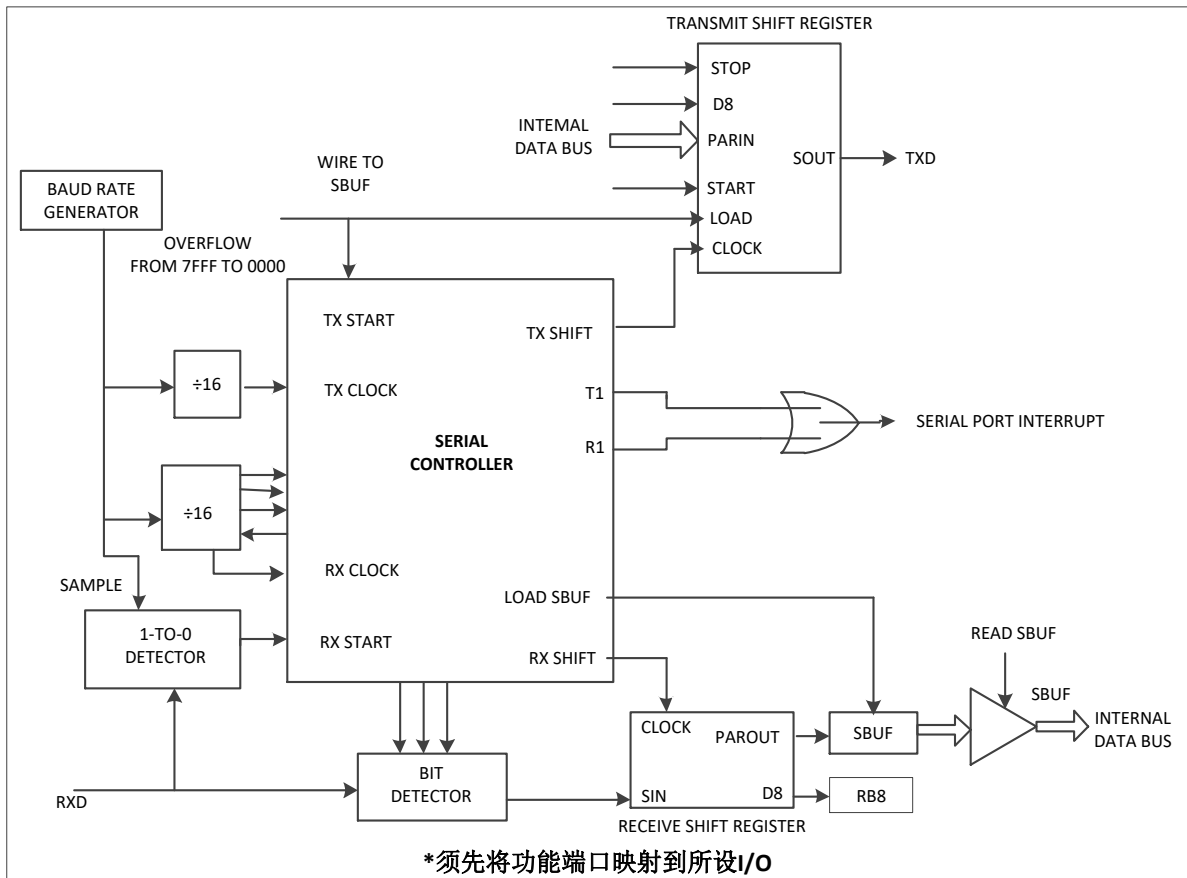 TRANSMIT SHIFT REGISTER
STOP
D8
INTEMAL
DATA BUS
PARIN
SOUT
TXD
START
WIRE TO
SBUF
LOAD
CLOCK
BAUD RATE
GENERATOR
OVERFLOW
FROM 7FFF TO 0000
TX START
TX SHIFT
÷16
TX CLOCK
T1
SERIAL PORT INTERRUPT
SERIAL
CONTROLLER
R1
÷16
RX CLOCK
SAMPLE
LOAD SBUF
1-TO-0
DETECTOR
RX START
RX SHIFT
READ SBUF
SBUF
CLOCK
PAROUT
SBUF
INTERNAL
DATA BUS
BIT
DETECTOR
RXD
SIN
D8
RB8
RECEIVE SHIFT REGISTER
*须先将功能端口映射到所设I/O